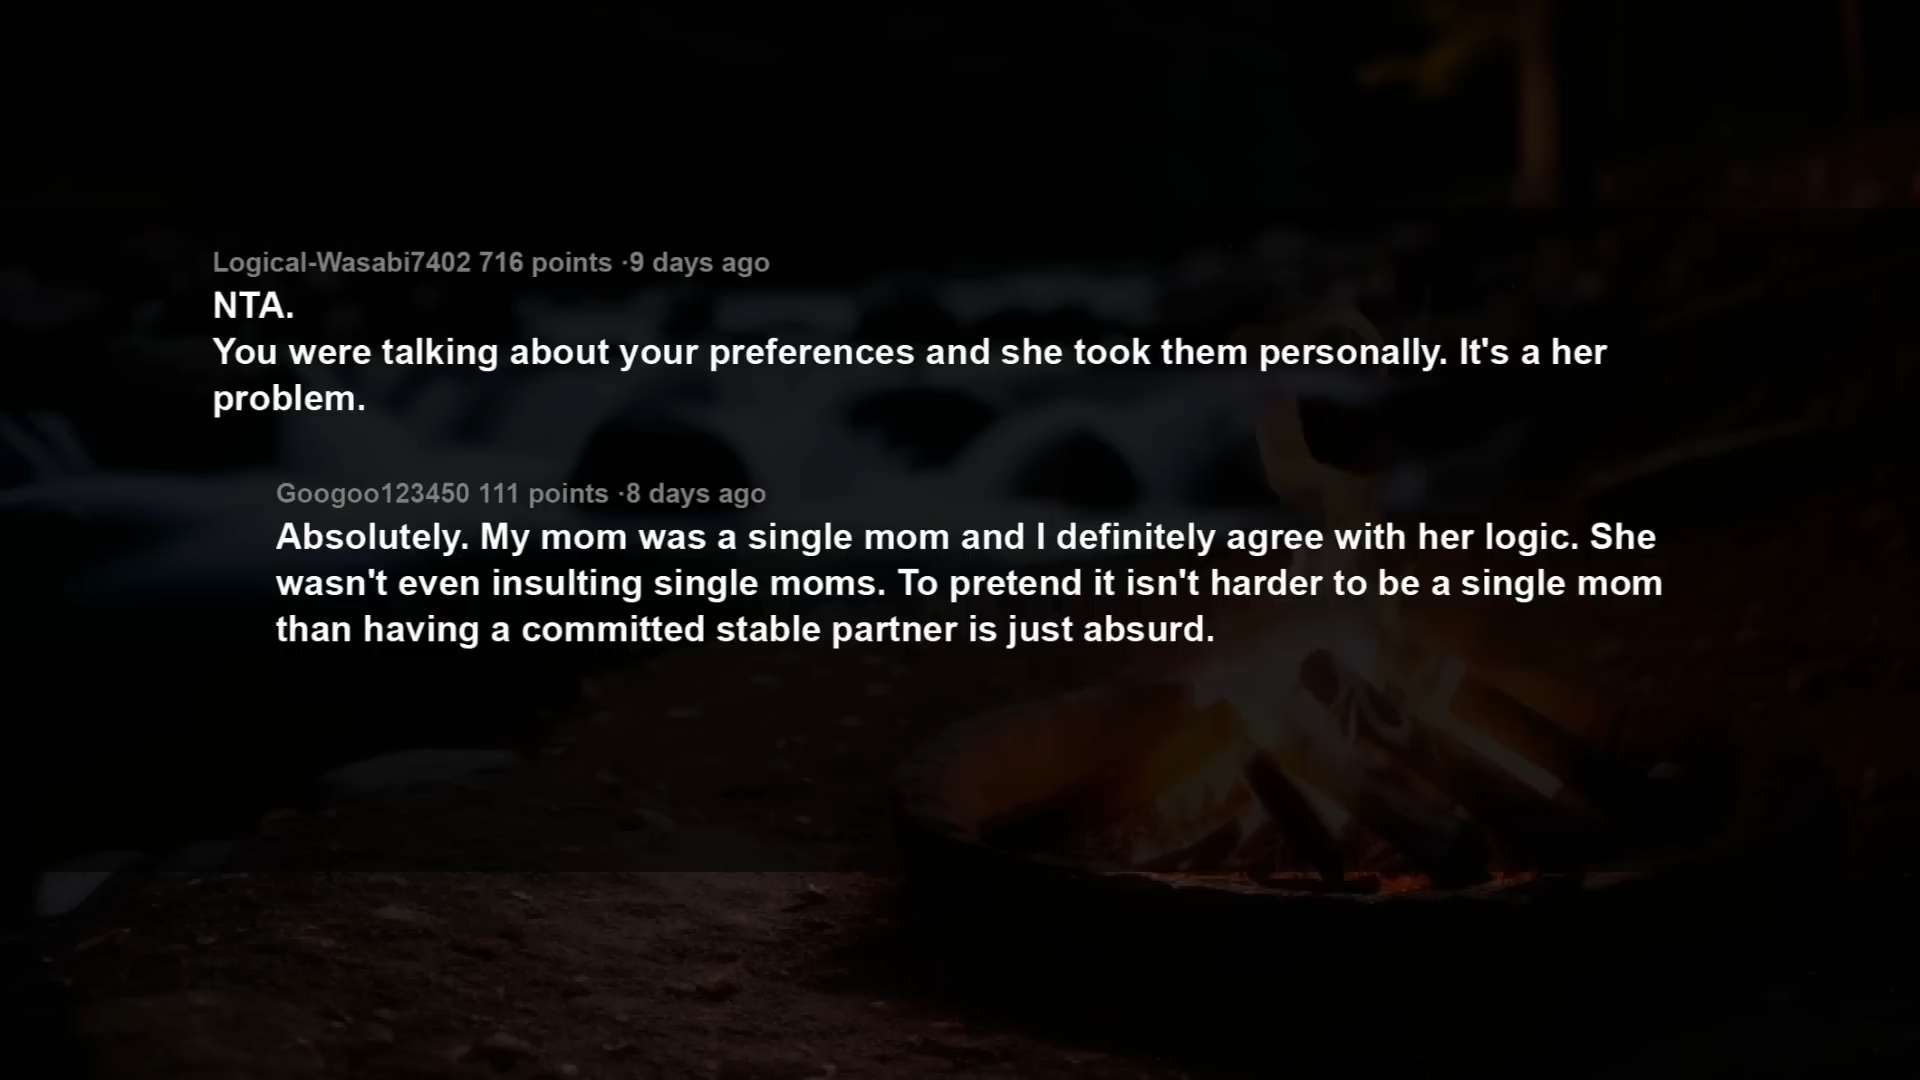 Logical-Wasabi7402 716 points ·9 days ago
NTA.
You were talking about your preferences and she took them personally. It's a her
problem.
Googoo123450 111 points ·8 days ago
Absolutely. My mom was a single mom and I definitely agree with her logic. She
wasn't even insulting single moms. To pretend it isn't harder to be a single mom
than having a committed stable partner is just absurd.